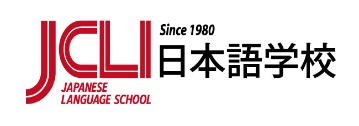 Since 1980
JCLI 日本語学校
JAPANESE
LANGUAGE SCHOOL